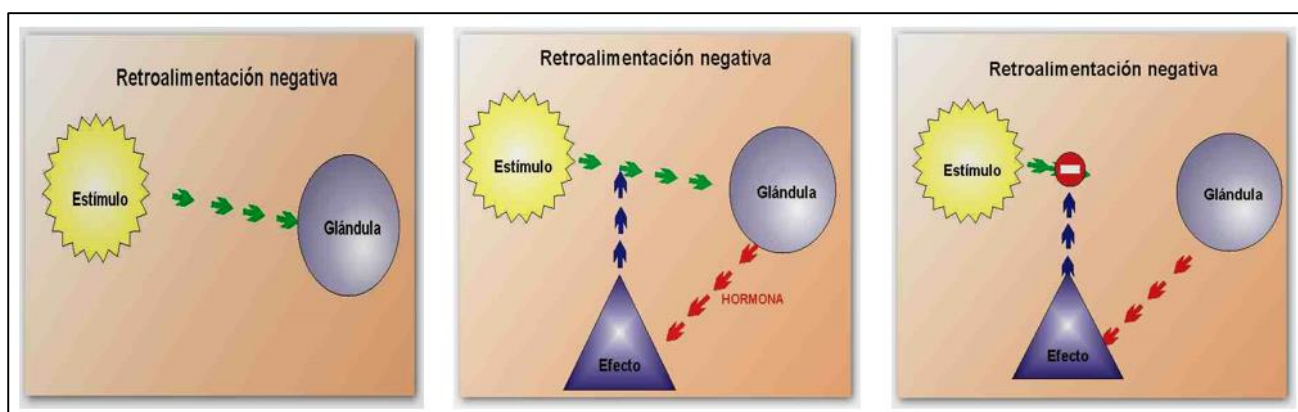 Retroalimentación negativa
Estímulo
Glándula
Retroalimentación negativa
Estímulo
Glándula
HORMONA
Efecto
Retroalimentación negativa
Estímulo
Glándula
Efecto